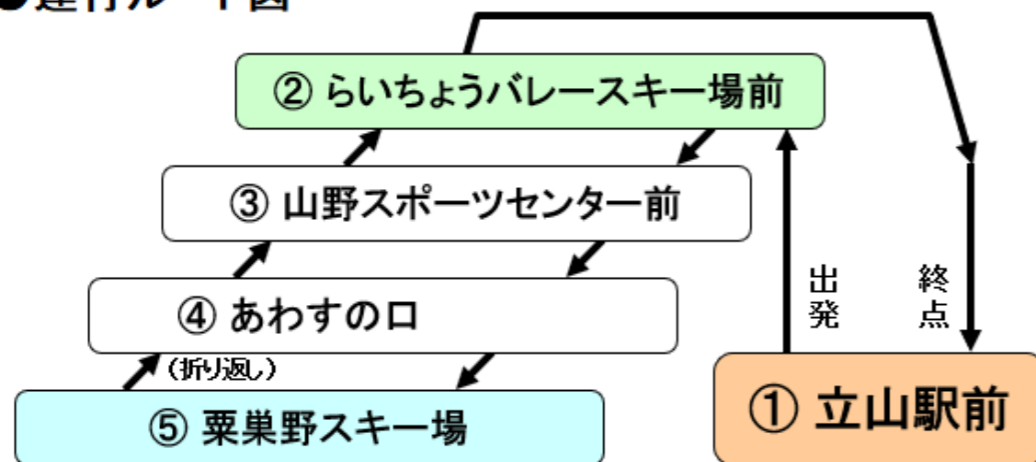 ●運行ルート図
② らいちょうバレースキー場前
③ 山野スポーツセンター前
④ あわすの口
(折り返し)
⑤ 粟巣野スキー場
出発
終点
① 立山駅前